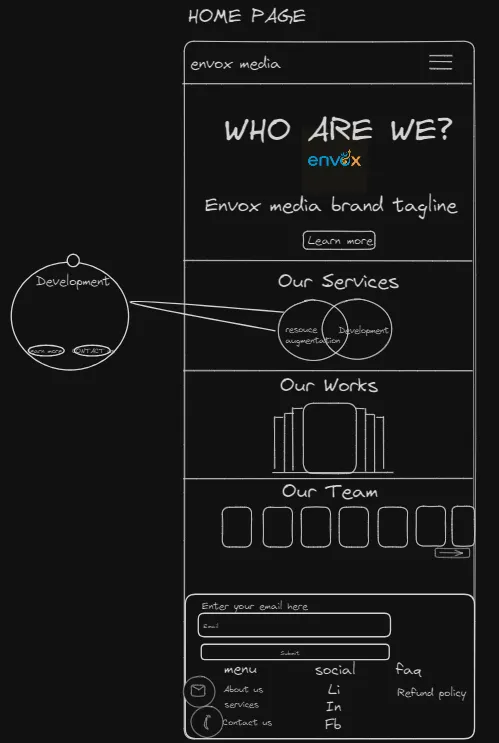 HOME PAGE
envox media
WHO ARE WE?
envox
Envox media brand tagline
Learn more
Our Services
Development
resouce
augmentation
Development
learn more
CONTACT
Our Works
Our Team
Enter your email here
Email
Submit
menu social faq
About us Li Refund policy
services In
Contact us Fb